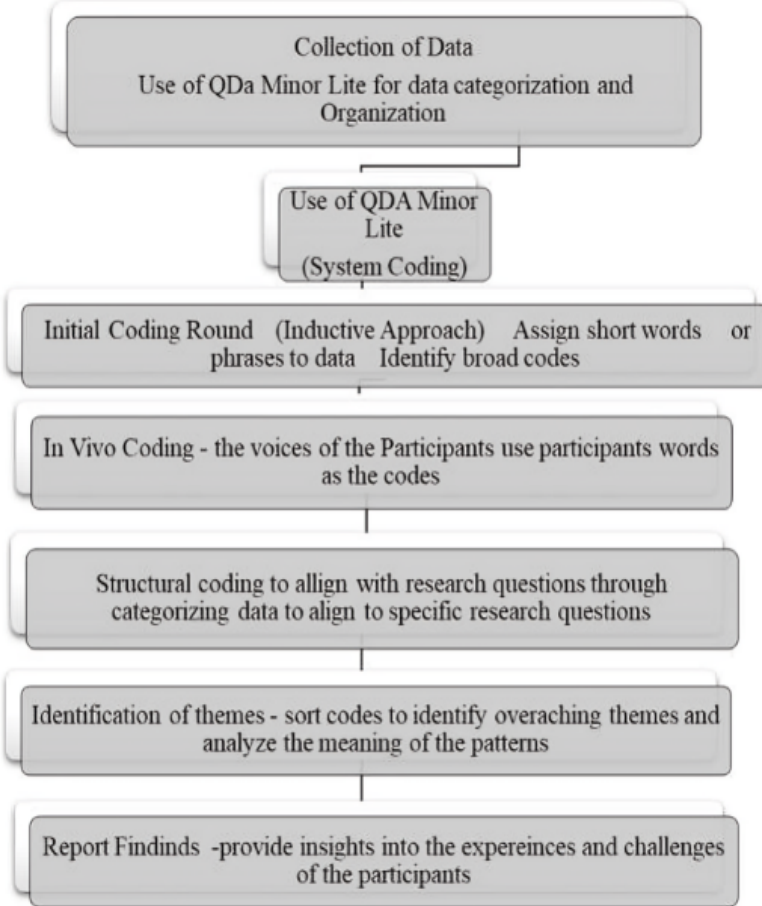 Collection of Data
Use of QDa Minor Lite for data categorization and
Organization
Use of QDA Minor
Lite
(System Coding)
Initial Coding Round (Inductive Approach) Assign short words or
phrases to data Identify broad codes
In Vivo Coding - the voices of the Participants use participants words
as the codes
Structural coding to allign with research questions through
categorizing data to align to specific research questions
Identification of themes - sort codes to identify overaching themes and
analyze the meaning of the patterns
Report Findinds -provide insights into the expereinces and challenges
of the participants